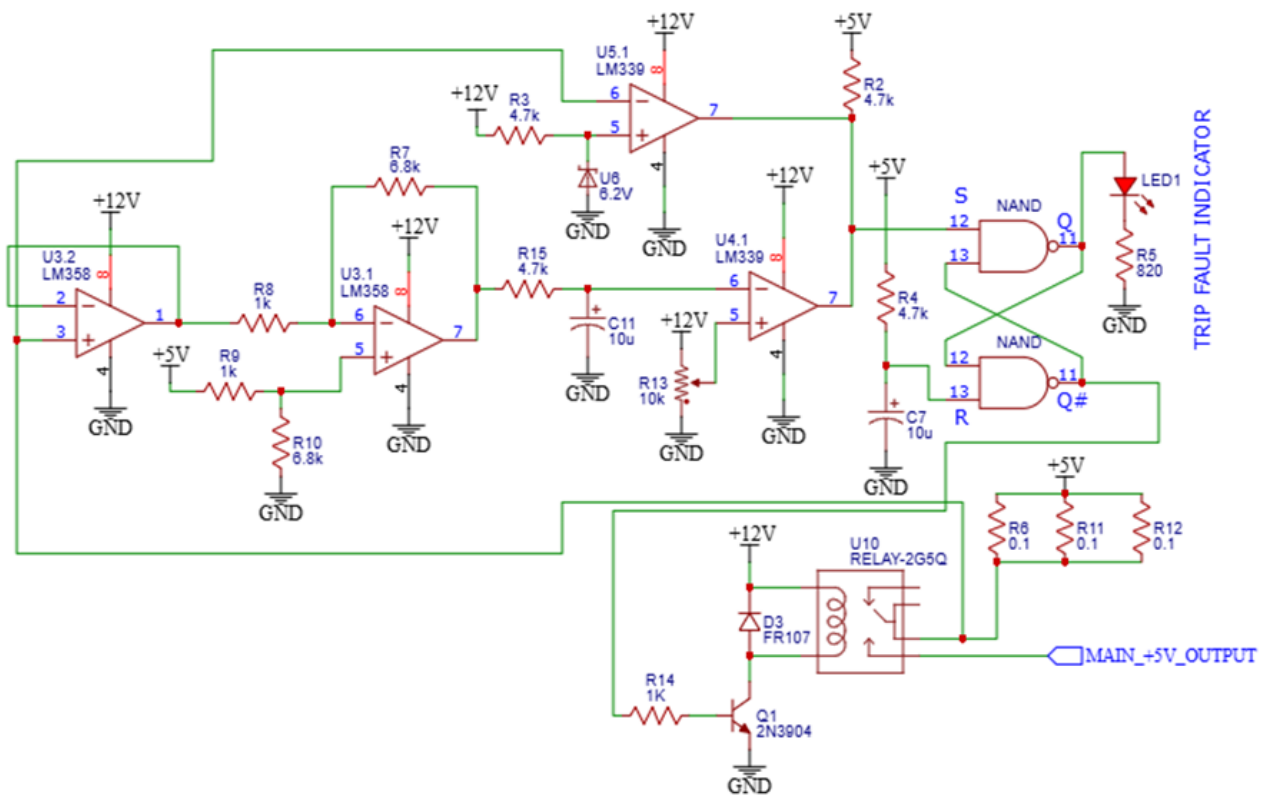 +12V
+5V
U5.1
LM339
8
6
7
5
4
GND
+12V
R3
4.7k
U6
6.2V
GND
R2
4.7k
R7
6.8k
+12V
U3.2
LM358
8
2
3
1
4
GND
R8
1k
+12V
U3.1
LM358
8
6
5
7
4
GND
+5V
R9
1k
R10
6.8k
GND
R15
4.7k
+
C11
10u
GND
+12V
U4.1
LM339
8
6
5
7
4
GND
+12V
R13
10k
GND
+5V
R4
4.7k
+
C7
10u
GND
S
NAND
12
13
11
Q
NAND
12
13
11
R
Q#
LED1
R5
820
GND
TRIP FAULT INDICATOR
+5V
R6
0.1
R11
0.1
R12
0.1
+12V
U10
RELAY-2G5Q
D3
FR107
MAIN_+5V_OUTPUT
R14
1K
Q1
2N3904
GND